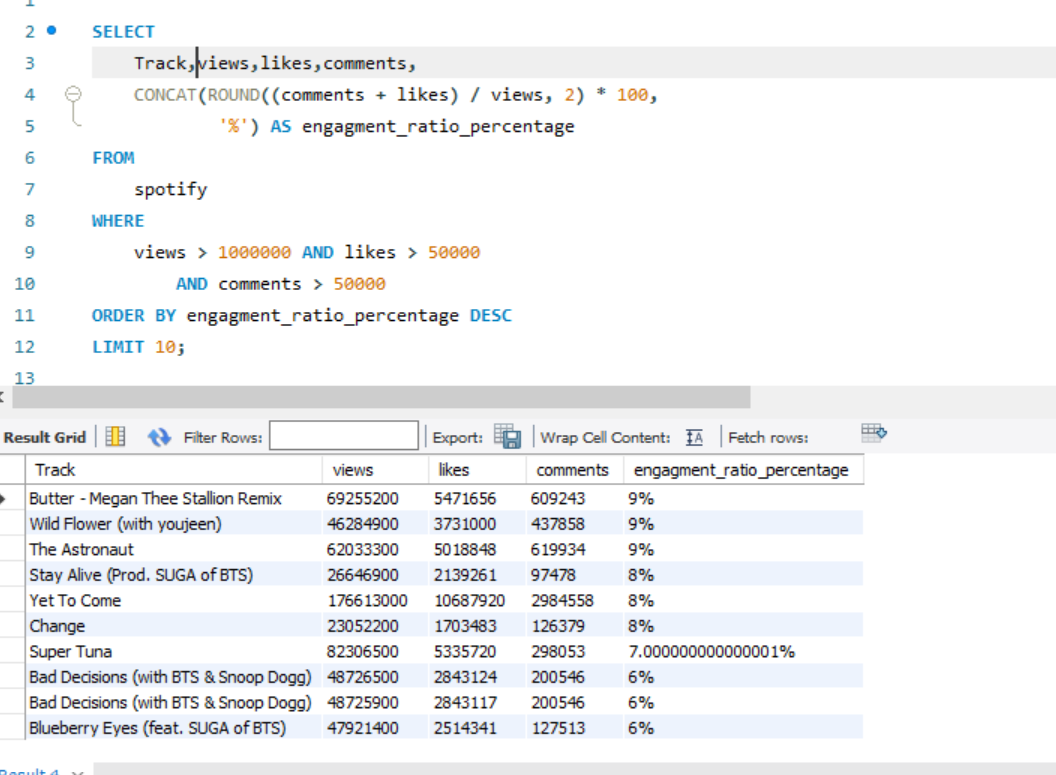 1
2 SELECT
3 Track,views,likes,comments,
4 CONCAT(ROUND((comments + likes) / views, 2) * 100,
5 '%') AS engagment_ratio_percentage
6 FROM
7 spotify
8 WHERE
9 views > 1000000 AND likes > 50000
10 AND comments > 50000
11 ORDER BY engagment_ratio_percentage DESC
12 LIMIT 10;
13
Result Grid Filter Rows: Export: Wrap Cell Content: IA Fetch rows:
Track views likes comments engagment_ratio_percentage
Butter - Megan Thee Stallion Remix 69255200 5471656 609243 9%
Wild Flower (with youjeen) 46284900 3731000 437858 9%
The Astronaut 62033300 5018848 619934 9%
Stay Alive (Prod. SUGA of BTS) 26646900 2139261 97478 8%
Yet To Come 176613000 10687920 2984558 8%
Change 23052200 1703483 126379 8%
Super Tuna 82306500 5335720 298053 7.000000000000001%
Bad Decisions (with BTS & Snoop Dogg) 48726500 2843124 200546 6%
Bad Decisions (with BTS & Snoop Dogg) 48725900 2843117 200546 6%
Blueberry Eyes (feat. SUGA of BTS) 47921400 2514341 127513 6%